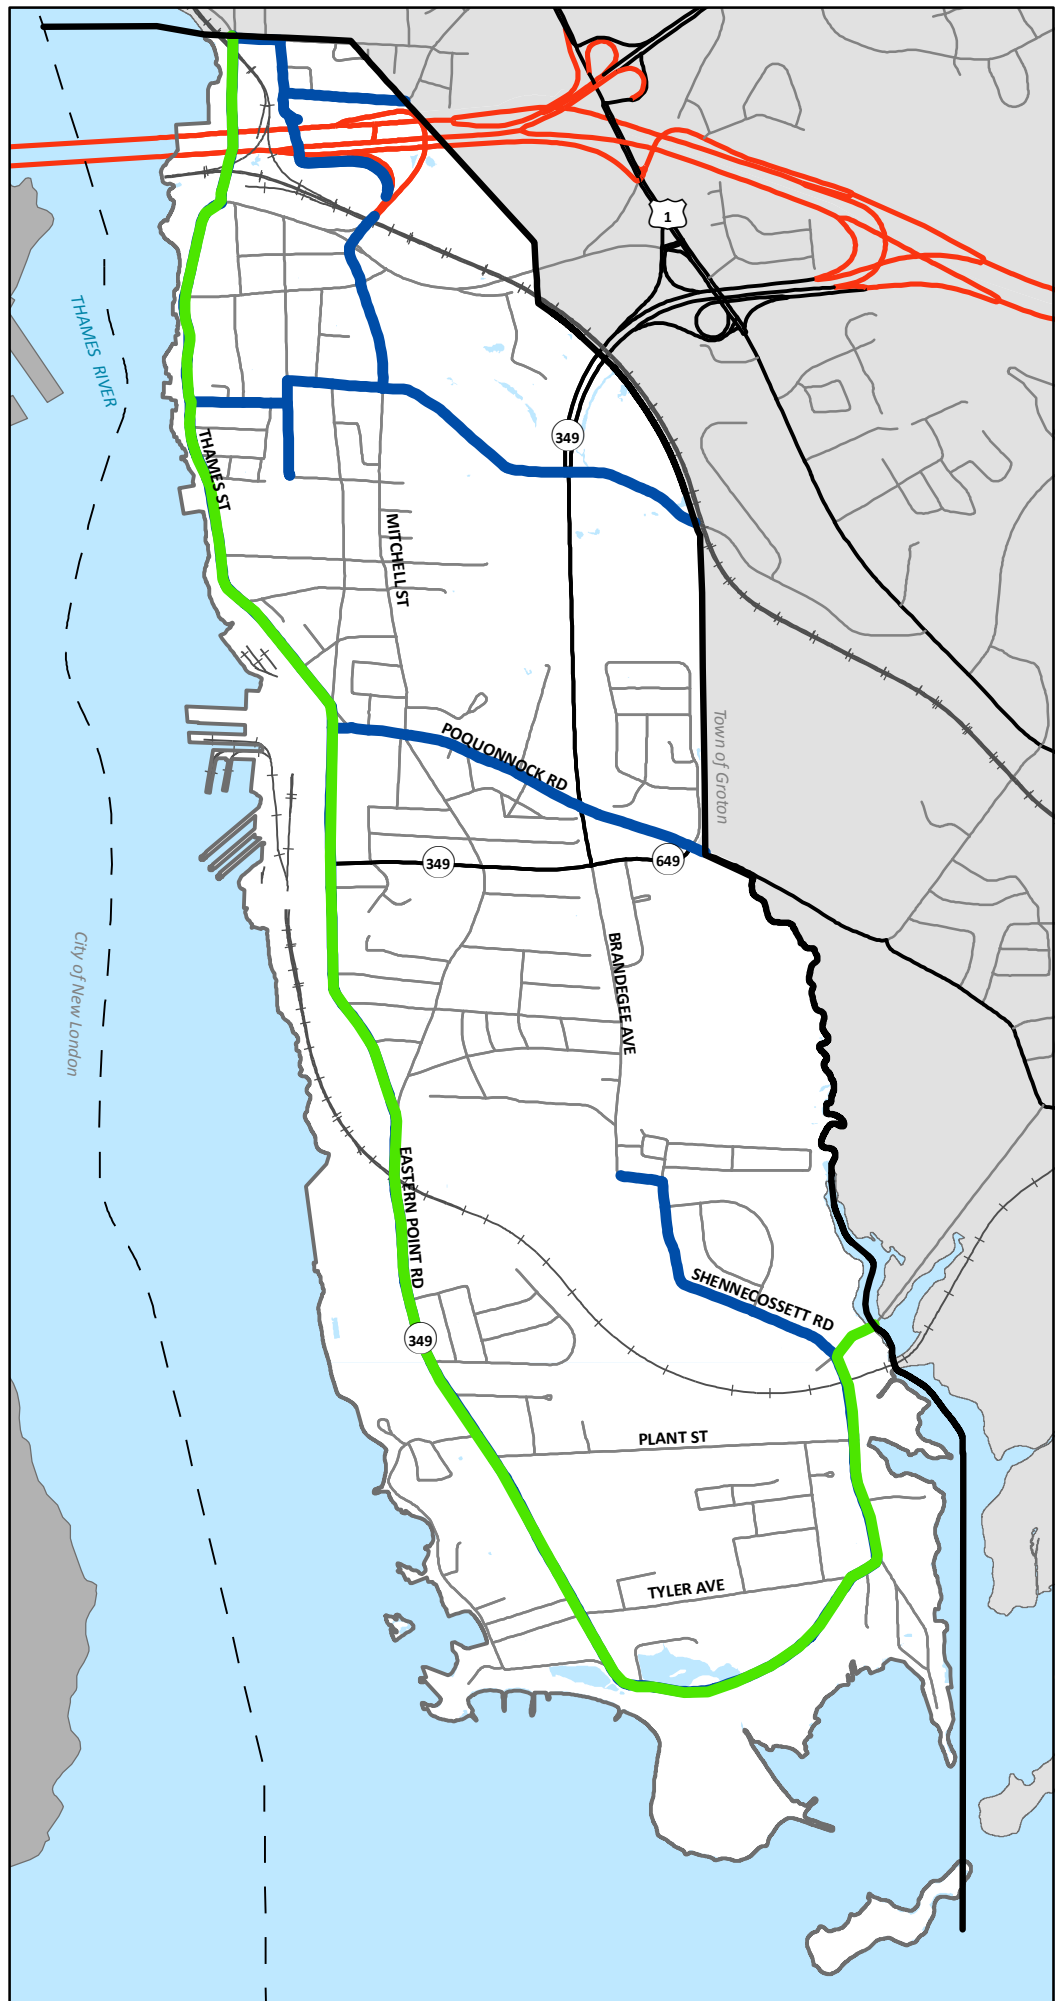 1
THAMES RIVER
349
THAMES ST
MITCHELL ST
Town of Groton
POQUONNOCK RD
349
649
City of New London
BRANDEGEE AVE
EASTERN POINT RD
SHENNECOSSETT RD
349
PLANT ST
TYLER AVE